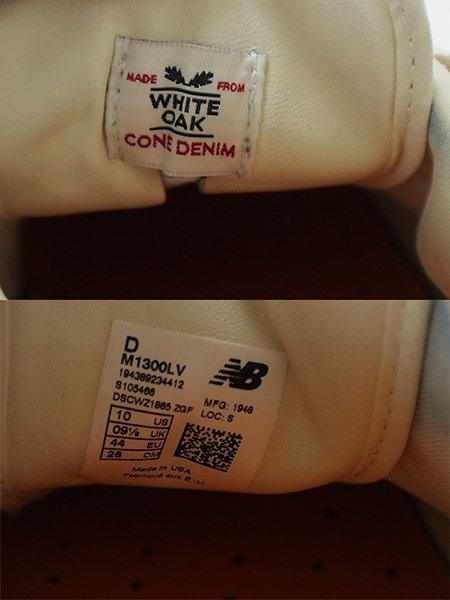 MADE FROM
WHITE
OAK
CONE DENIM
D
M1300LV
194389234412
S105466
DSCWZ1865 ZGF
NB
MFG: 1948
LOC: S
10 US
09½ UK
44 EU
28 CM
Made in USA
Fabriqué aux É.-U.